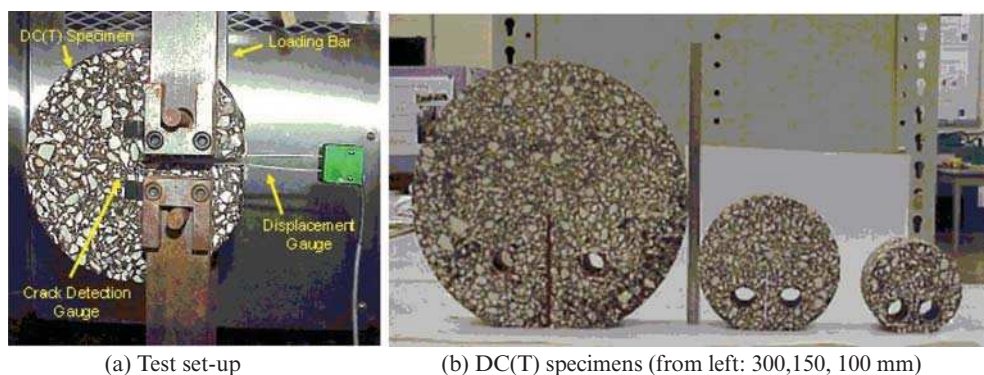 DC(T) Specimen
Loading Bar
Displacement
Gauge
Crack Detection
Gauge
(a) Test set-up
(b) DC(T) specimens (from left: 300,150, 100 mm)